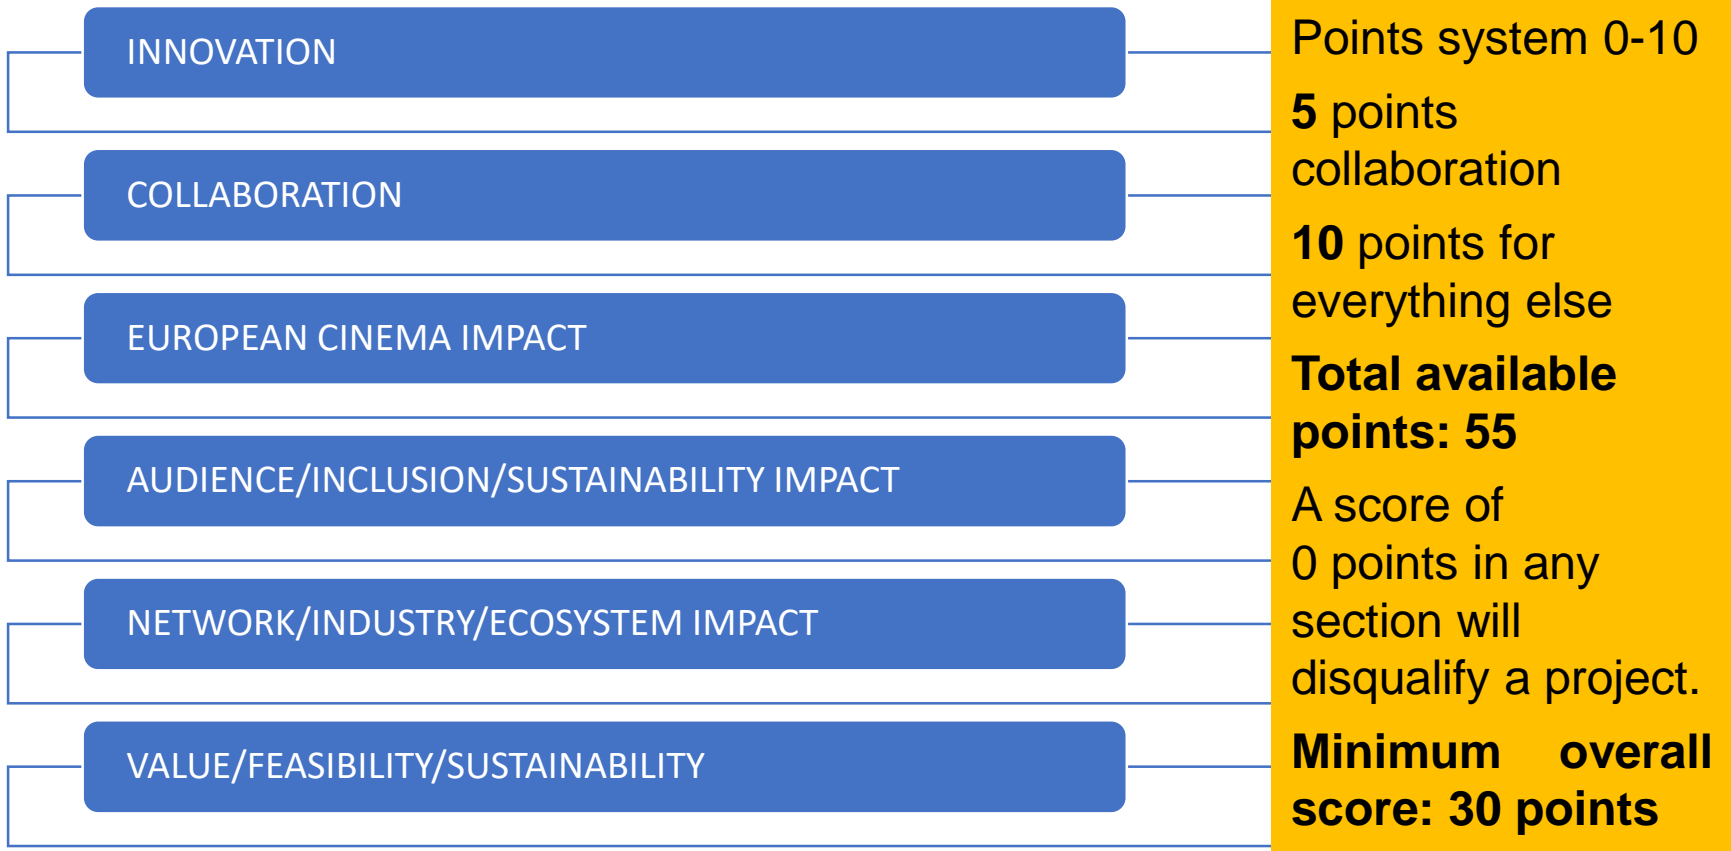 INNOVATION
COLLABORATION
EUROPEAN CINEMA IMPACT
AUDIENCE/INCLUSION/SUSTAINABILITY IMPACT
NETWORK/INDUSTRY/ECOSYSTEM IMPACT
VALUE/FEASIBILITY/SUSTAINABILITY
Points system 0-10
5 points
collaboration
10 points for
everything else
Total available
points: 55
A score of
0 points in any
section will
disqualify a project.
Minimum overall
score: 30 points